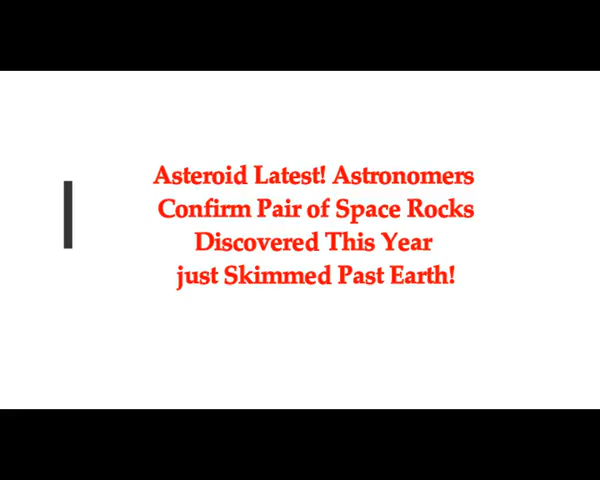 Asteroid Latest! Astronomers
Confirm Pair of Space Rocks
Discovered This Year
just Skimmed Past Earth!